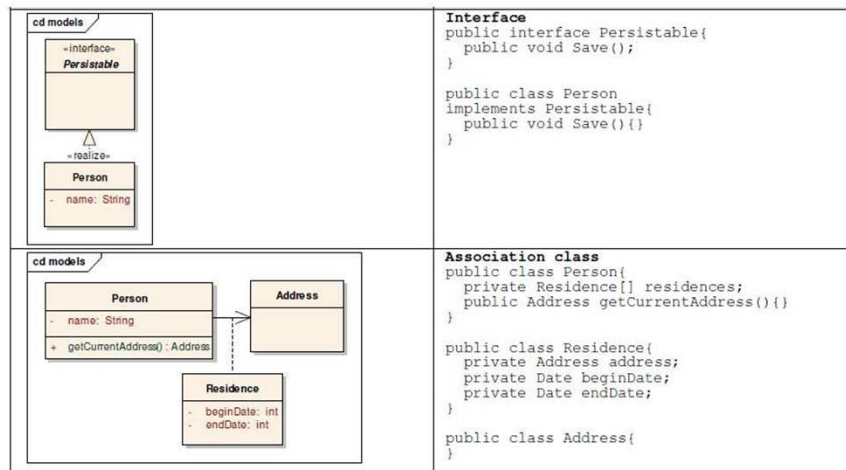 cd models
«interface»
Persistable
«realize»
Person
- name: String
Interface
public interface Persistable{
public void Save();
}
public class Person
implements Persistable{
public void Save(){}
}
cd models
Person
- name: String
+ getCurrentAddress() : Address
Address
Residence
- beginDate: int
- endDate: int
Association class
public class Person{
private Residence[] residences;
public Address getCurrentAddress(){}
}
public class Residence{
private Address address;
private Date beginDate;
private Date endDate;
}
public class Address{
}